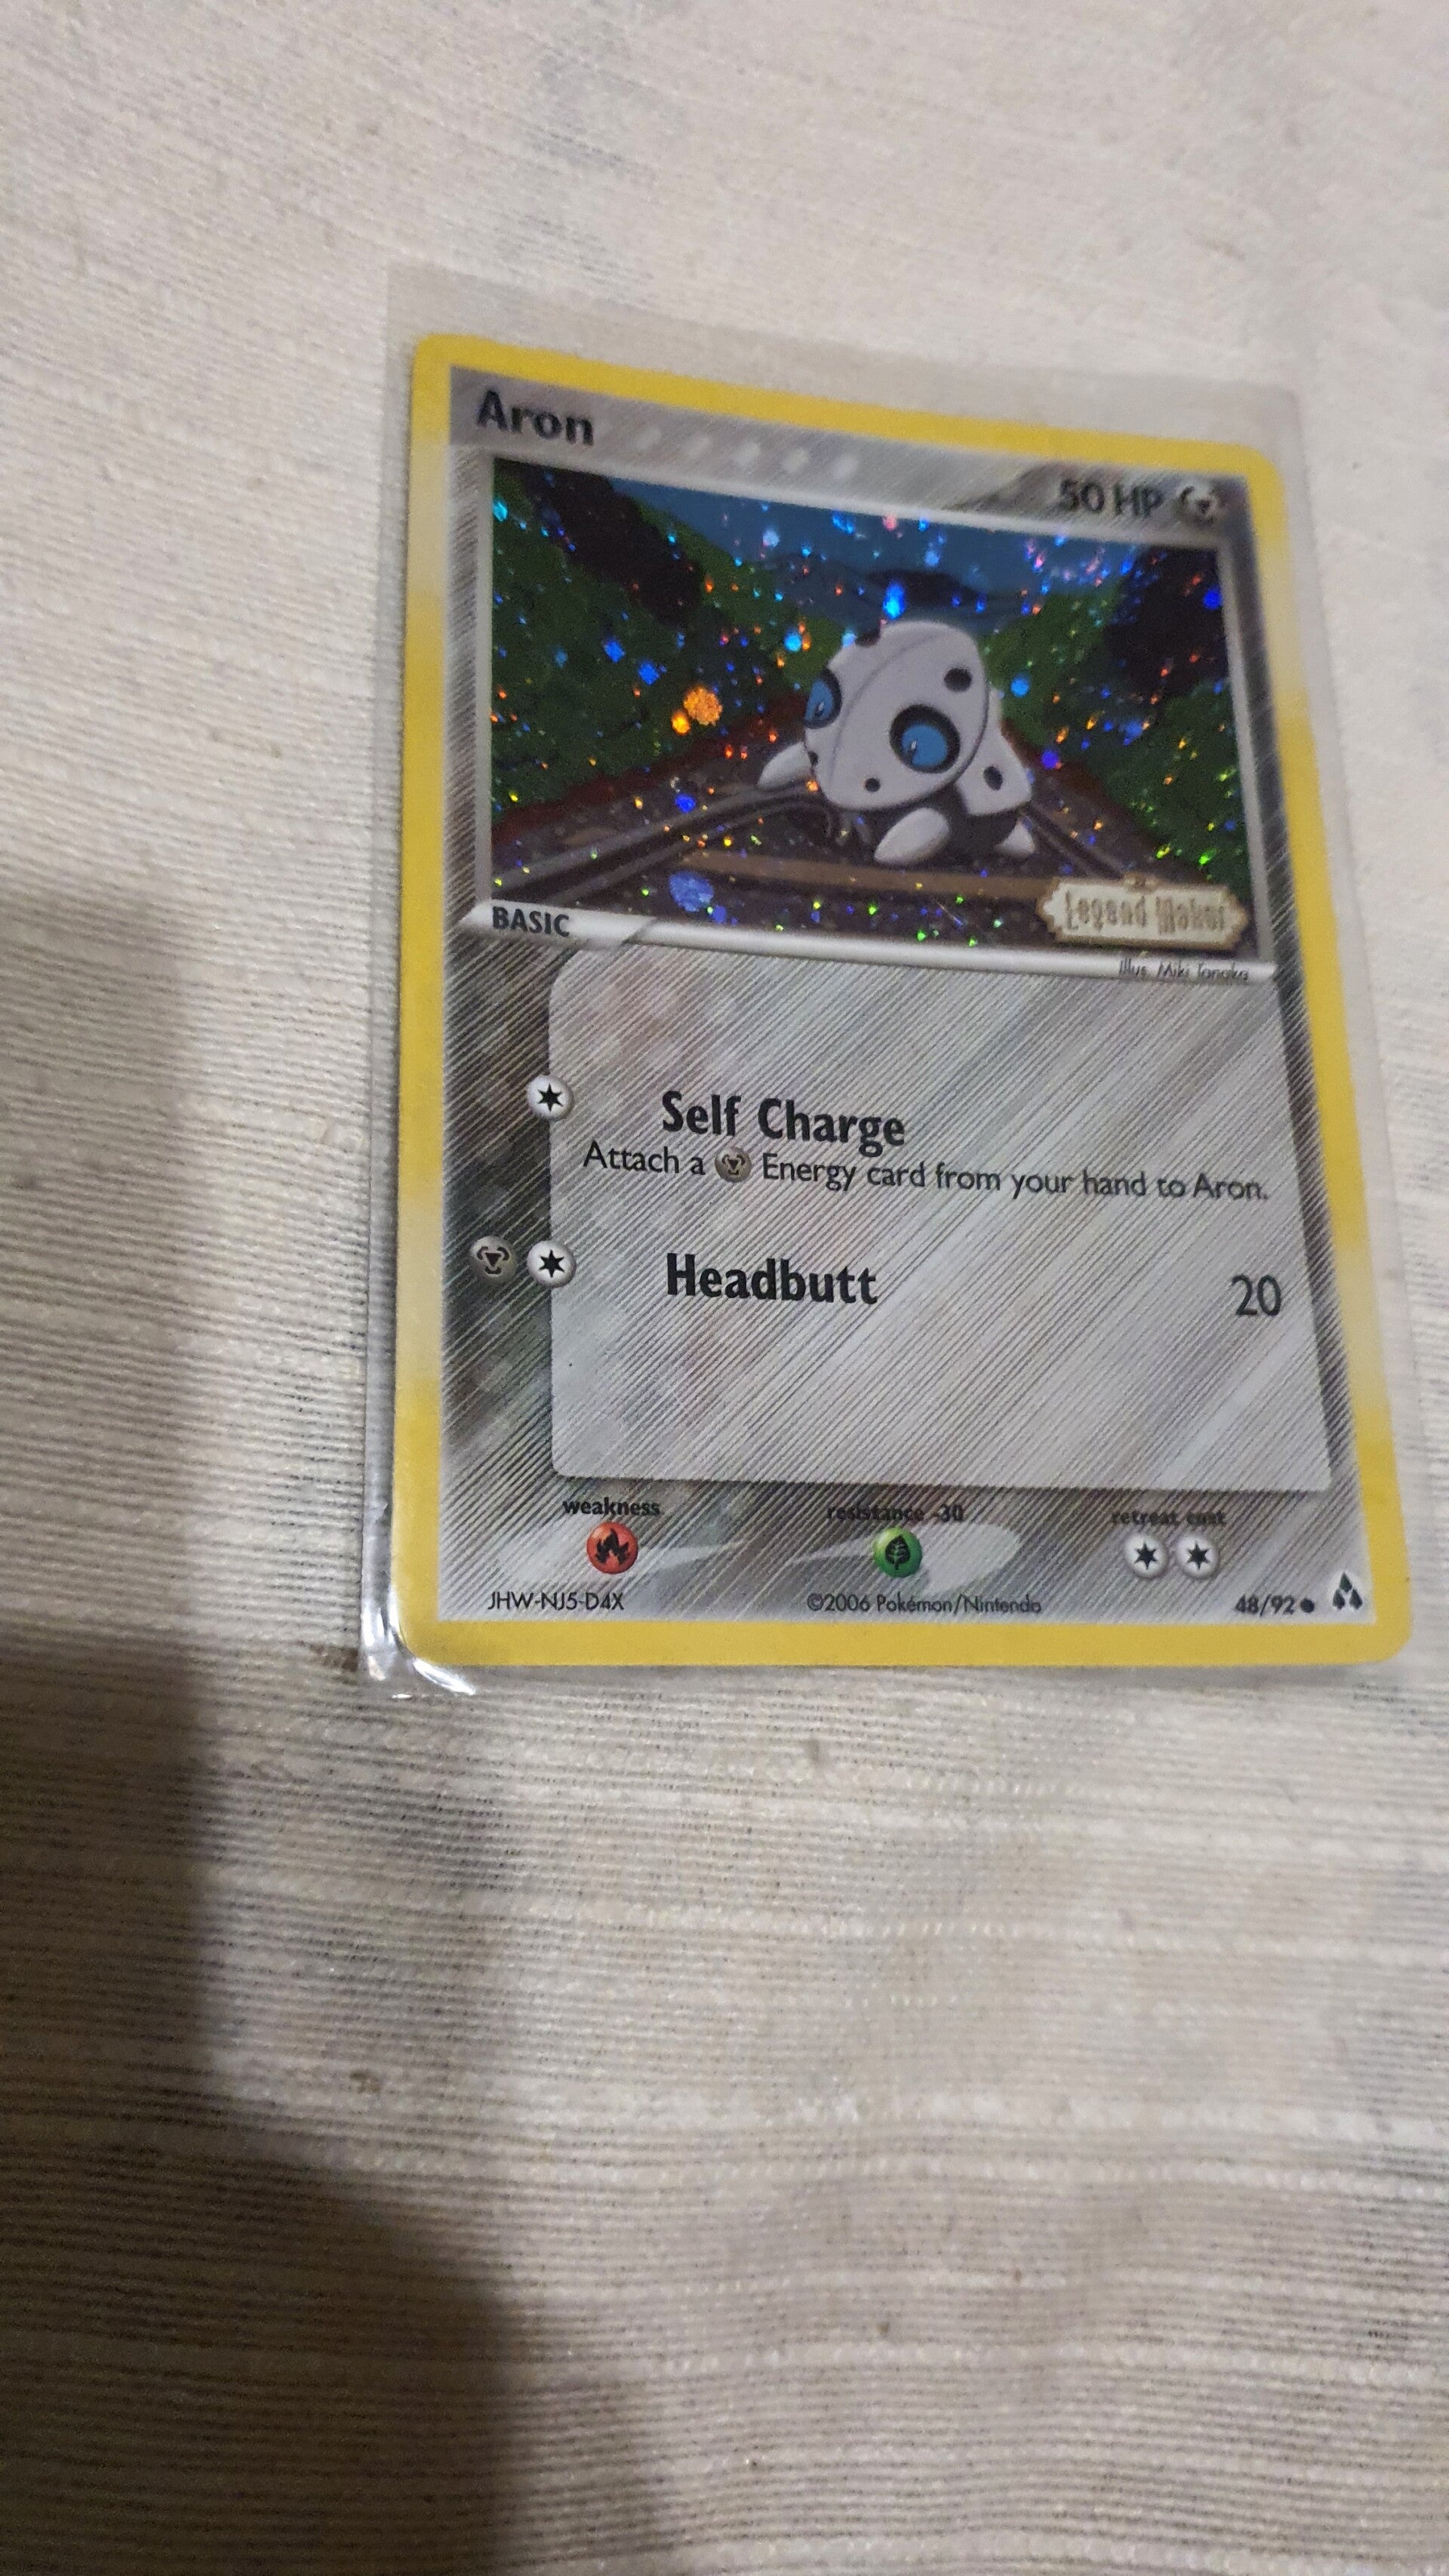 Aron
50 HP
Legend Maker
BASIC
Illus. Miki Tanaka
Self Charge
Attach a Energy card from your hand to Aron.
Headbutt 20
weakness resistance -30 retreat cost
JHW-NJ5-D4X ©2006 Pokémon/Nintendo 48/92